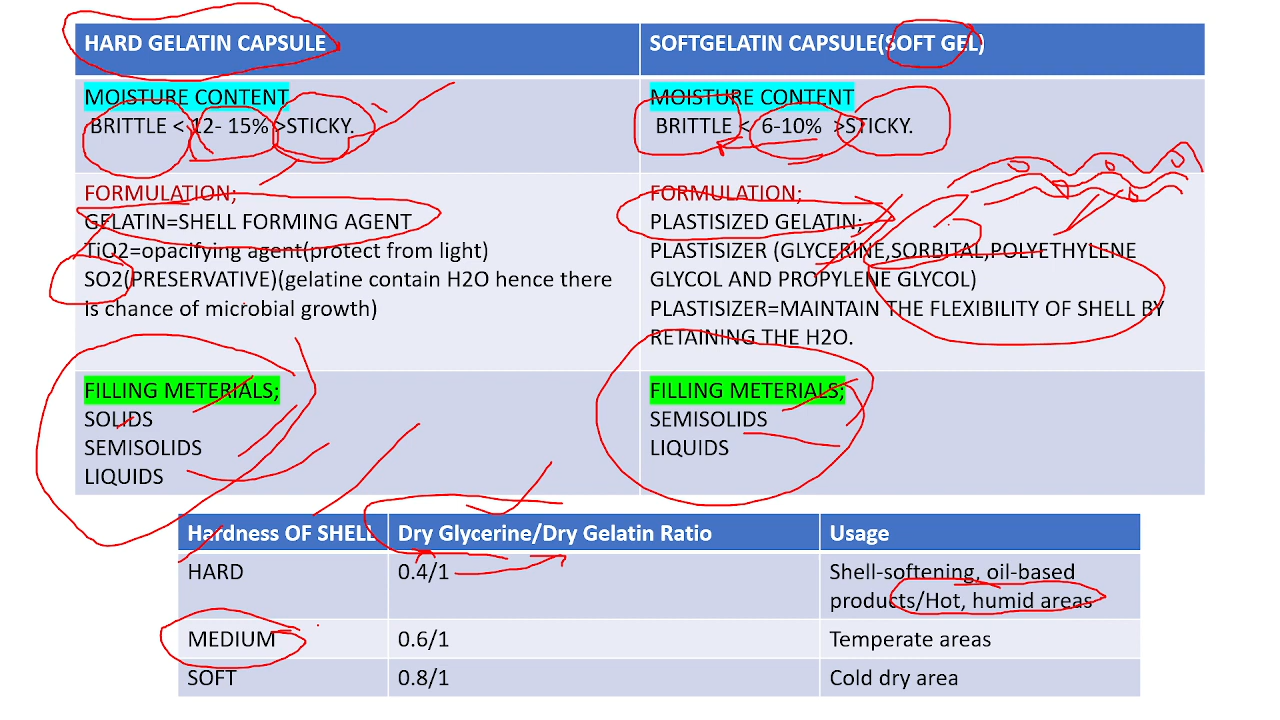 HARD GELATIN CAPSULE
SOFTGELATIN CAPSULE(SOFT GEL)
MOISTURE CONTENT
BRITTLE < 12- 15% >STICKY.
MOISTURE CONTENT
BRITTLE < 6-10% >STICKY.
FORMULATION;
GELATIN=SHELL FORMING AGENT
TiO2=opacifying agent(protect from light)
SO2(PRESERVATIVE)(gelatine contain H2O hence there
is chance of microbial growth)
FORMULATION;
PLASTISIZED GELATIN;
PLASTISIZER (GLYCERINE,SORBITAL,POLYETHYLENE
GLYCOL AND PROPYLENE GLYCOL)
PLASTISIZER=MAINTAIN THE FLEXIBILITY OF SHELL BY
RETAINING THE H2O.
FILLING METERIALS;
SOLIDS
SEMISOLIDS
LIQUIDS
FILLING METERIALS;
SEMISOLIDS
LIQUIDS
Hardness OF SHELL Dry Glycerine/Dry Gelatin Ratio Usage
HARD 0.4/1 Shell-softening, oil-based
products/Hot, humid areas
MEDIUM 0.6/1 Temperate areas
SOFT 0.8/1 Cold dry area